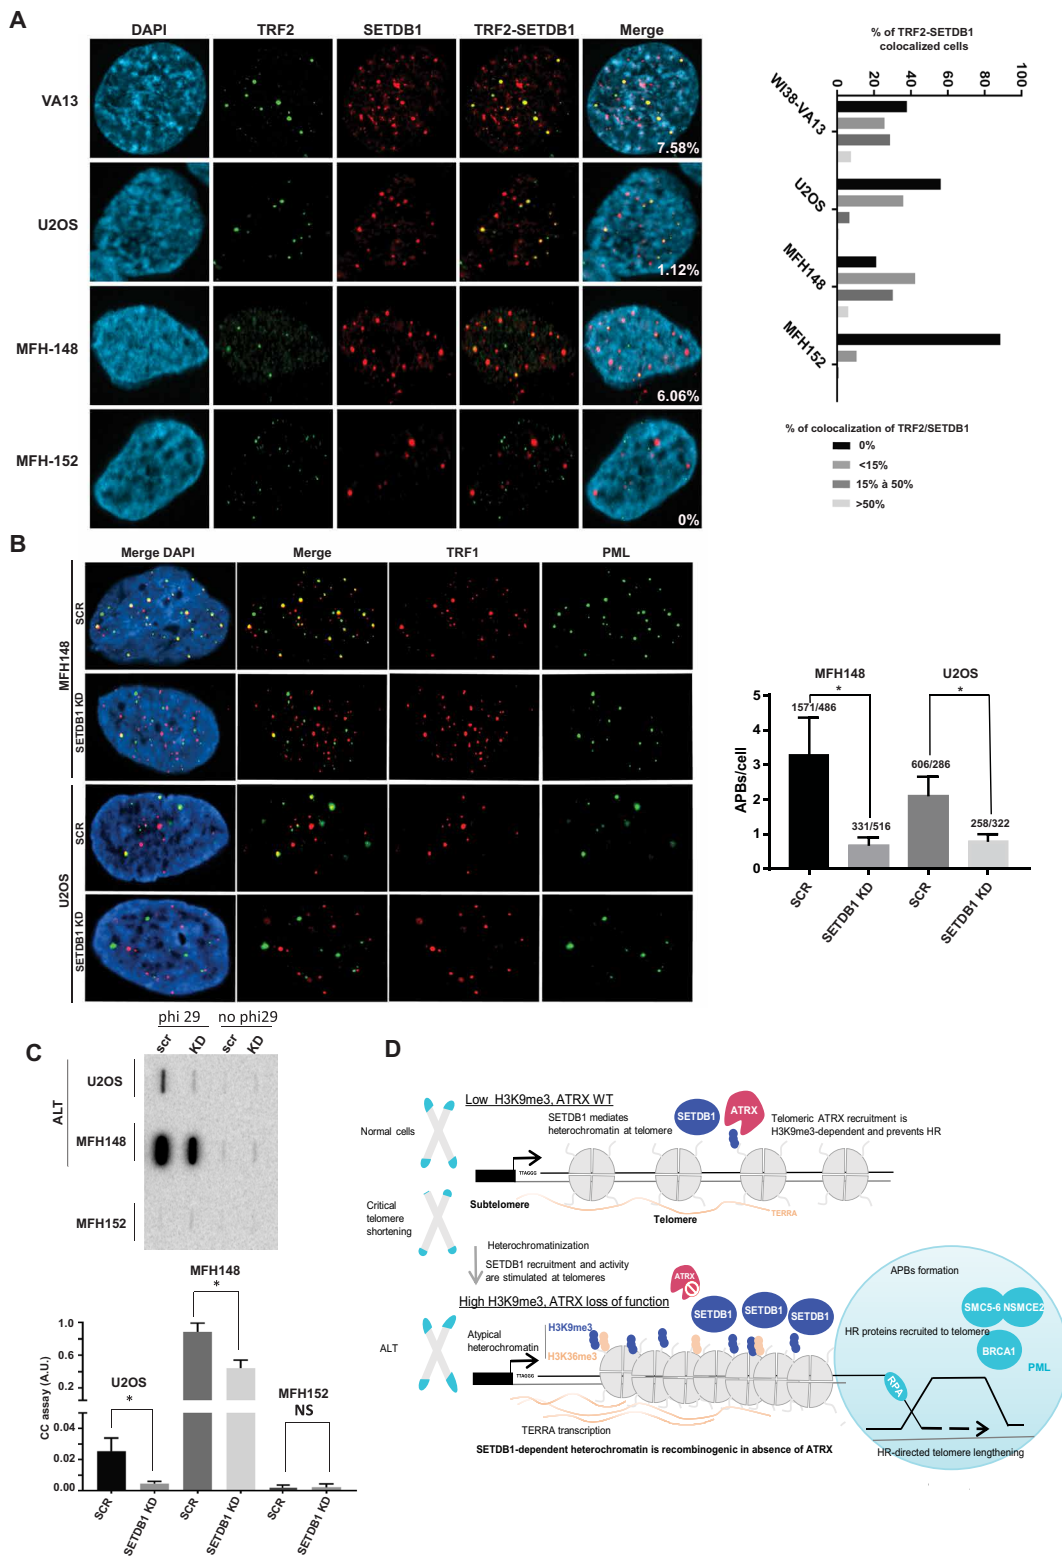 A
DAPI
TRF2
SETDB1
TRF2-SETDB1
Merge
VA13
7.58%
U2OS
1.12%
MFH-148
6.06%
MFH-152
0%
% of TRF2-SETDB1
colocalized cells
0
20
40
60
80
100
WI38-VA13
U2OS
MFH148
MFH152
% of colocalization of TRF2/SETDB1
0%
<15%
15% à 50%
>50%
B
Merge DAPI
Merge
TRF1
PML
MFH148
SCR
SETDB1 KD
U2OS
SCR
SETDB1 KD
MFH148
U2OS
*
*
5
4
3
2
1
0
APBs/cell
1571/486
331/516
606/286
258/322
SCR
SETDB1 KD
SCR
SETDB1 KD
C
phi 29
no phi29
scr
KD
scr
KD
ALT
U2OS
MFH148
MFH152
MFH148
*
U2OS
*
MFH152
NS
1.0
0.6
0.2
0.04
0.02
0.00
CC assay (A.U.)
SCR
SETDB1 KD
SCR
SETDB1 KD
SCR
SETDB1 KD
D
Low H3K9me3, ATRX WT
Normal cells
SETDB1 mediates
heterochromatin at telomere
SETDB1
ATRX
Telomeric ATRX recruitment is
H3K9me3-dependent and prevents HR
TTAGGG
Subtelomere
Telomere
TERRA
Critical
telomere
shortening
Heterochromatinization
SETDB1 recruitment and activity
are stimulated at telomeres
High H3K9me3, ATRX loss of function
ATRX
SETDB1
SETDB1
SETDB1
ALT
Atypical
heterochromatin
H3K9me3
H3K36me3
TTAGGG
TERRA transcription
SETDB1-dependent heterochromatin is recombinogenic in absence of ATRX
APBs formation
SMC5-6
NSMCE2
HR proteins recruited to telomere
BRCA1
PML
RPA
HR-directed telomere lengthening